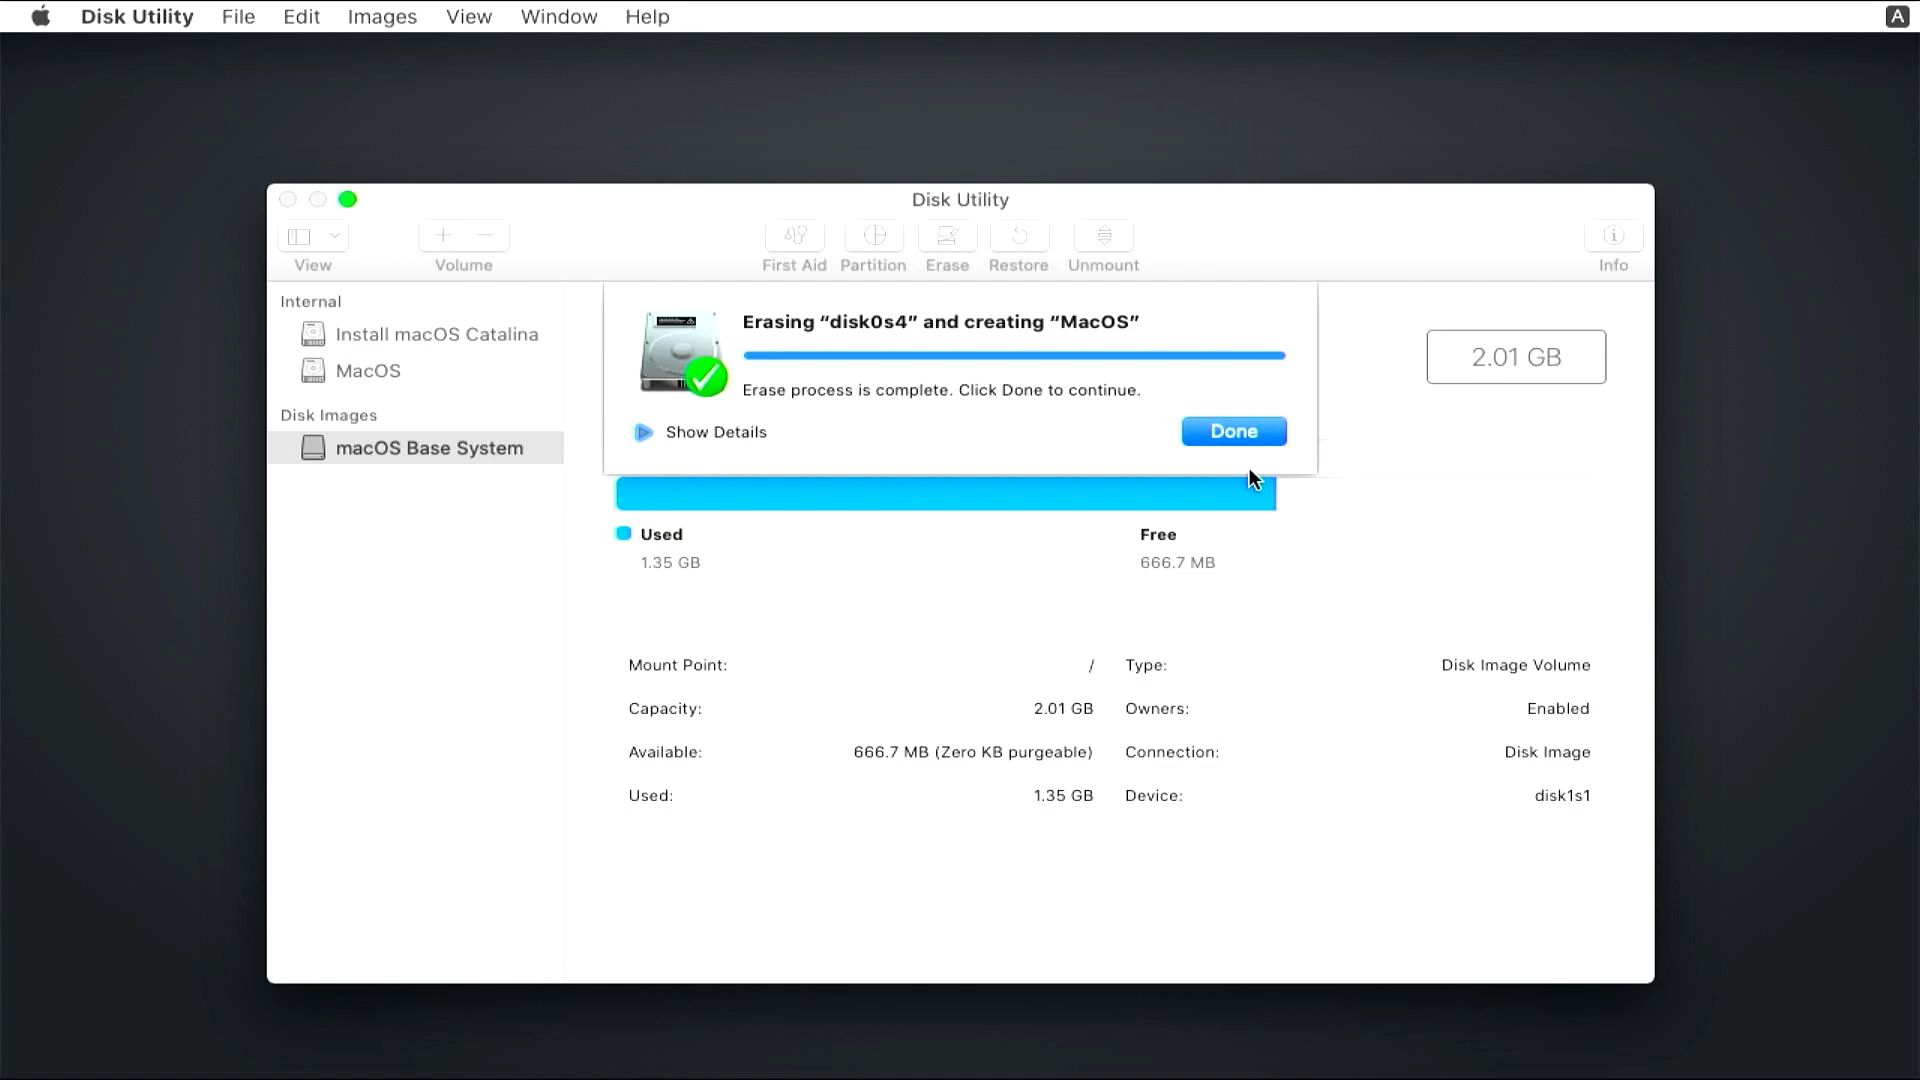 Disk Utility File Edit Images View Window Help A
Disk Utility
View Volume First Aid Partition Erase Restore Unmount Info
Internal
Install macOS Catalina
MacOS
Disk Images
macOS Base System
Erasing “disk0s4” and creating “MacOS”
Erase process is complete. Click Done to continue.
Show Details Done
2.01 GB
Used Free
1.35 GB 666.7 MB
Mount Point: / Type: Disk Image Volume
Capacity: 2.01 GB Owners: Enabled
Available: 666.7 MB (Zero KB purgeable) Connection: Disk Image
Used: 1.35 GB Device: disk1s1